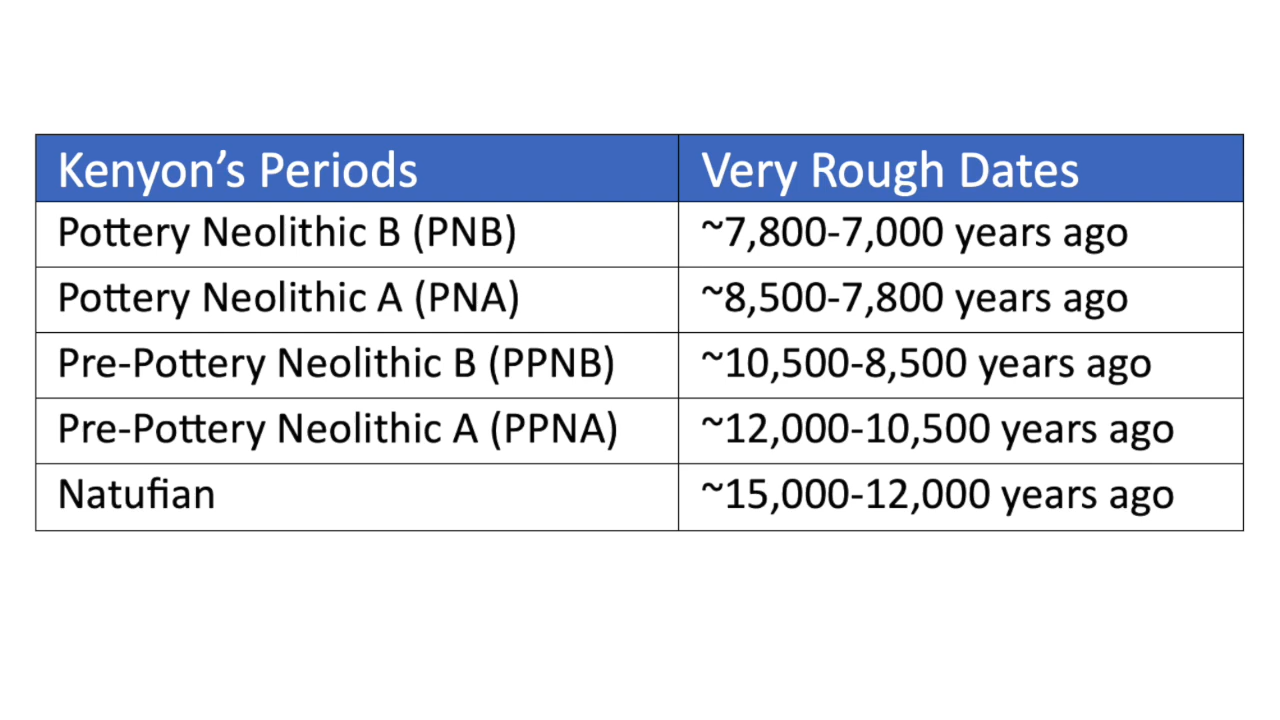 Kenyon’s Periods Very Rough Dates
Pottery Neolithic B (PNB) ~7,800-7,000 years ago
Pottery Neolithic A (PNA) ~8,500-7,800 years ago
Pre-Pottery Neolithic B (PPNB) ~10,500-8,500 years ago
Pre-Pottery Neolithic A (PPNA) ~12,000-10,500 years ago
Natufian ~15,000-12,000 years ago